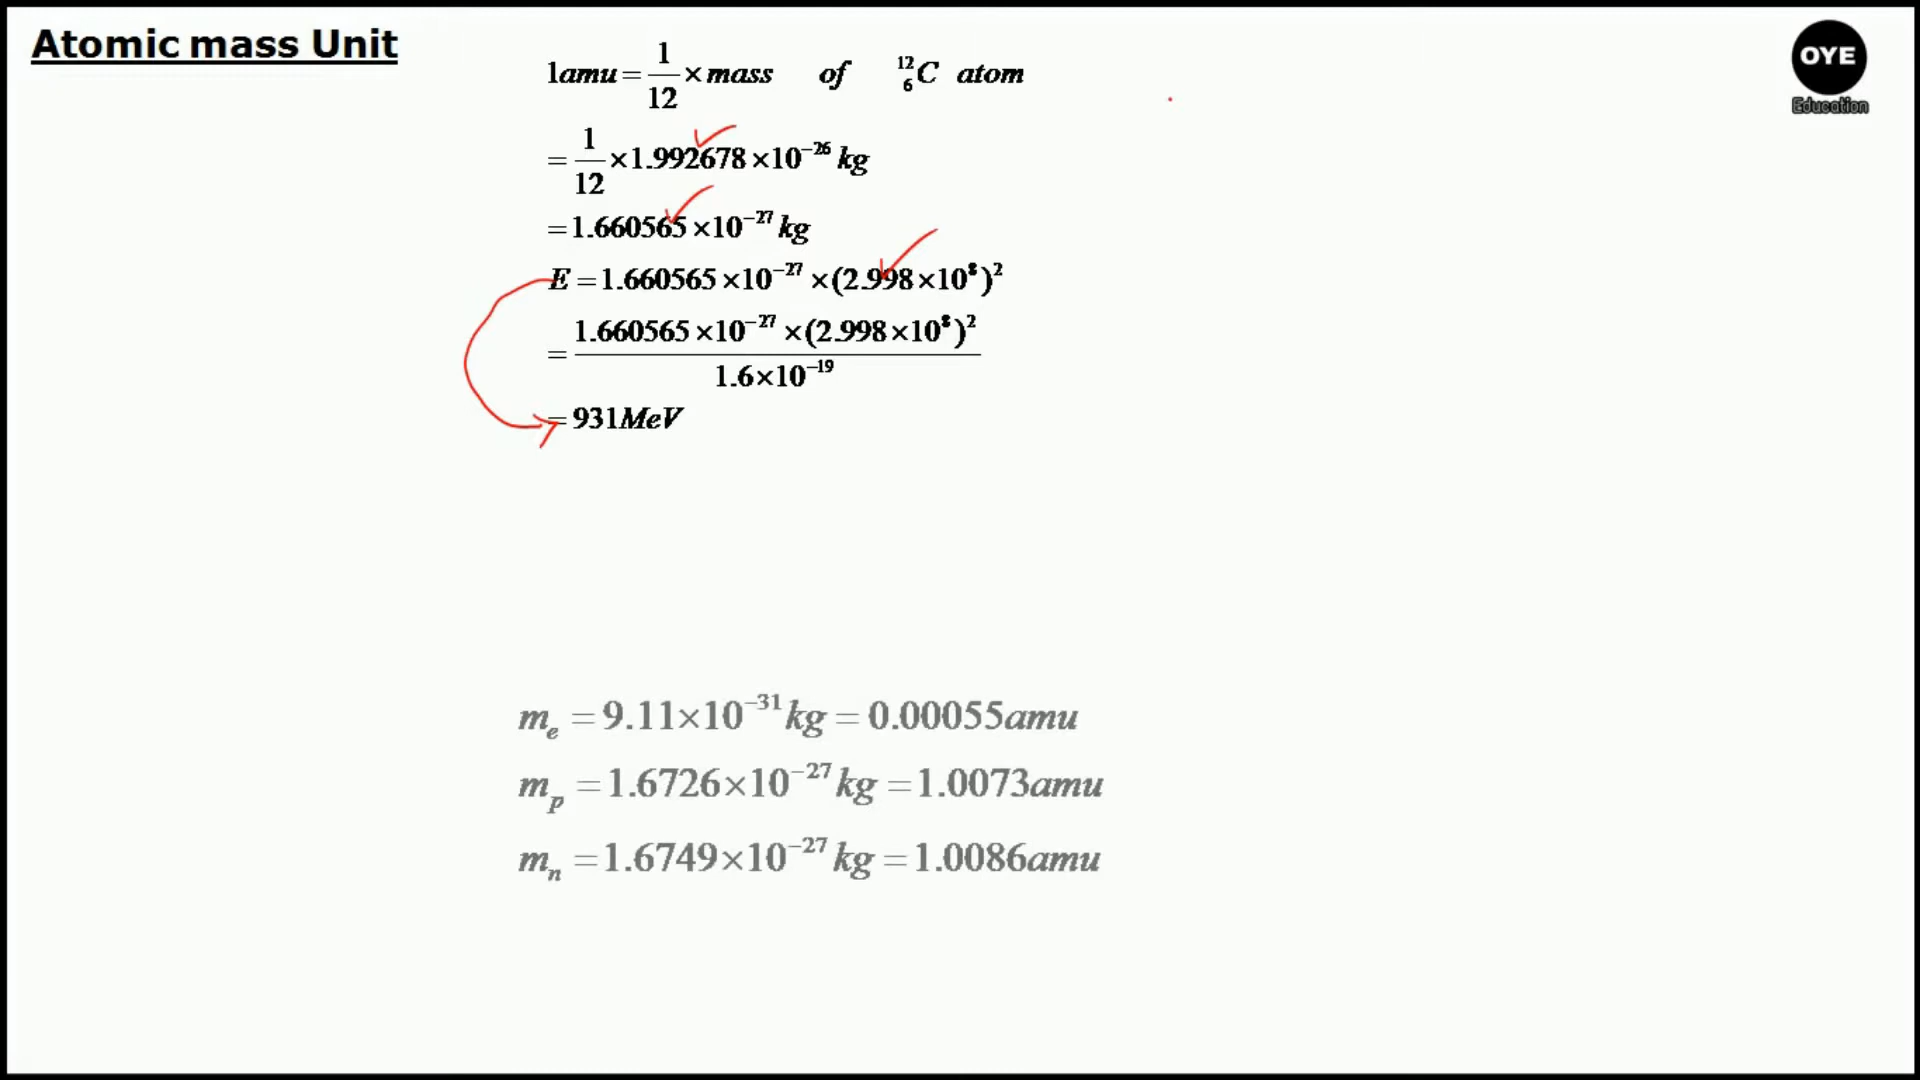 Atomic mass Unit
OYE
Education
1amu = 1/12 × mass of ¹²₆C atom
= 1/12 × 1.992678 × 10⁻²⁶ kg
= 1.660565 × 10⁻²⁷ kg
E = 1.660565 × 10⁻²⁷ × (2.998 × 10⁸)²
= 1.660565 × 10⁻²⁷ × (2.998 × 10⁸)² / 1.6 × 10⁻¹⁹
= 931MeV
mₑ = 9.11×10⁻³¹ kg = 0.00055amu
mₚ = 1.6726×10⁻²⁷ kg = 1.0073amu
mₙ = 1.6749×10⁻²⁷ kg = 1.0086amu